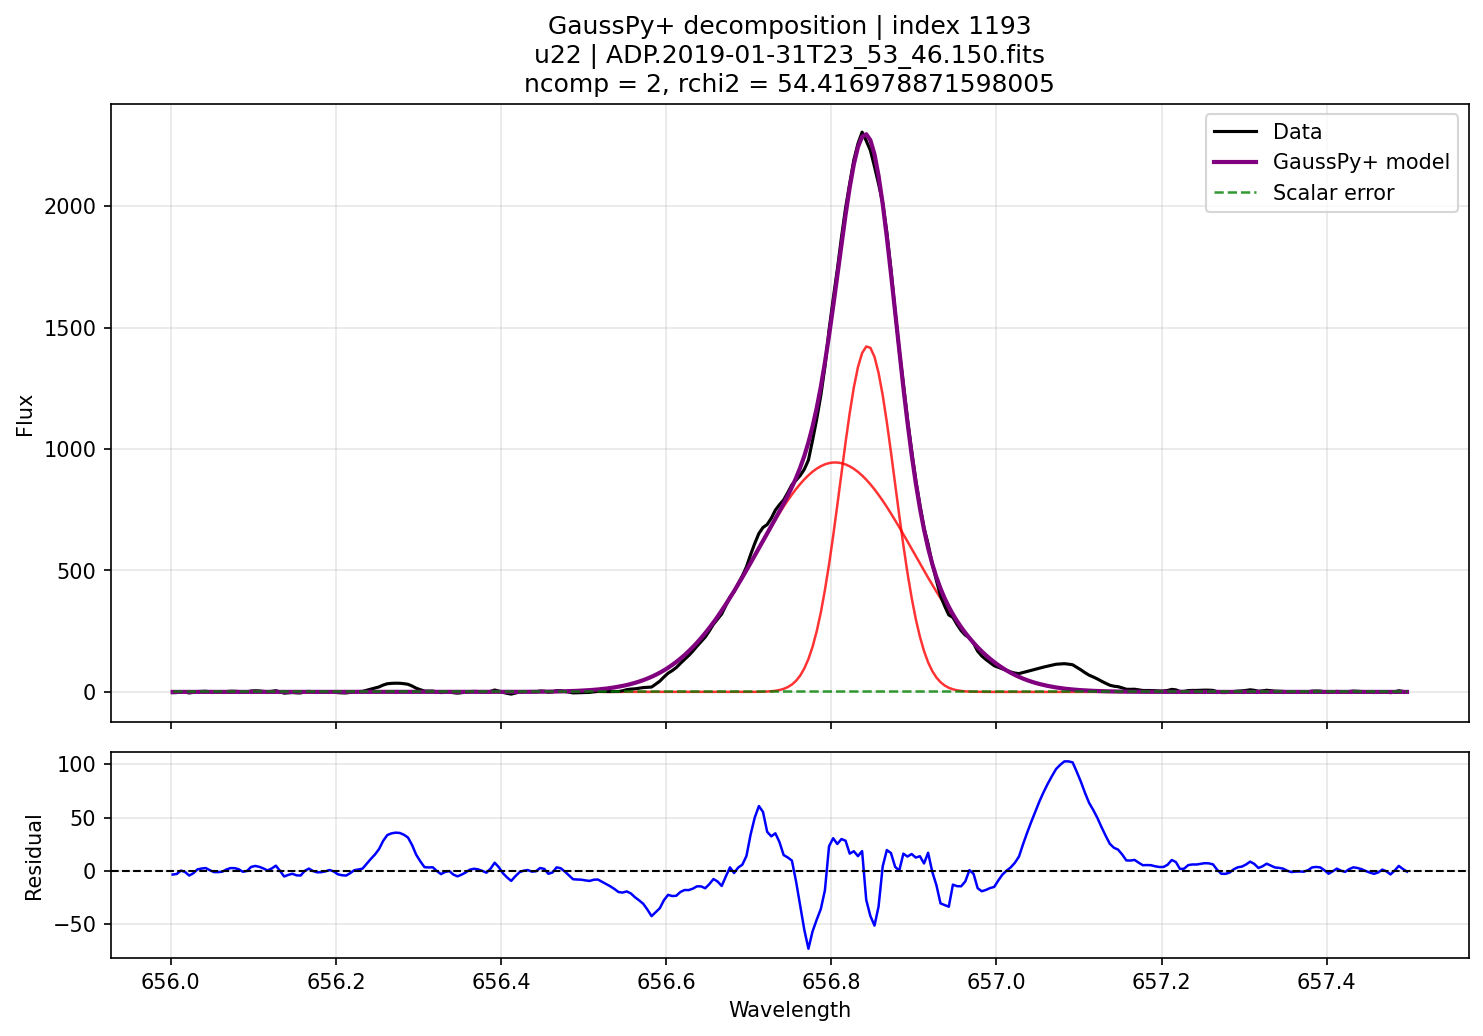 GaussPy+ decomposition | index 1193
u22 | ADP.2019-01-31T23_53_46.150.fits
ncomp = 2, rchi2 = 54.416978871598005
Data
GaussPy+ model
Scalar error
Flux
2000
1500
1000
500
0
Residual
100
50
0
−50
656.0 656.2 656.4 656.6 656.8 657.0 657.2 657.4
Wavelength